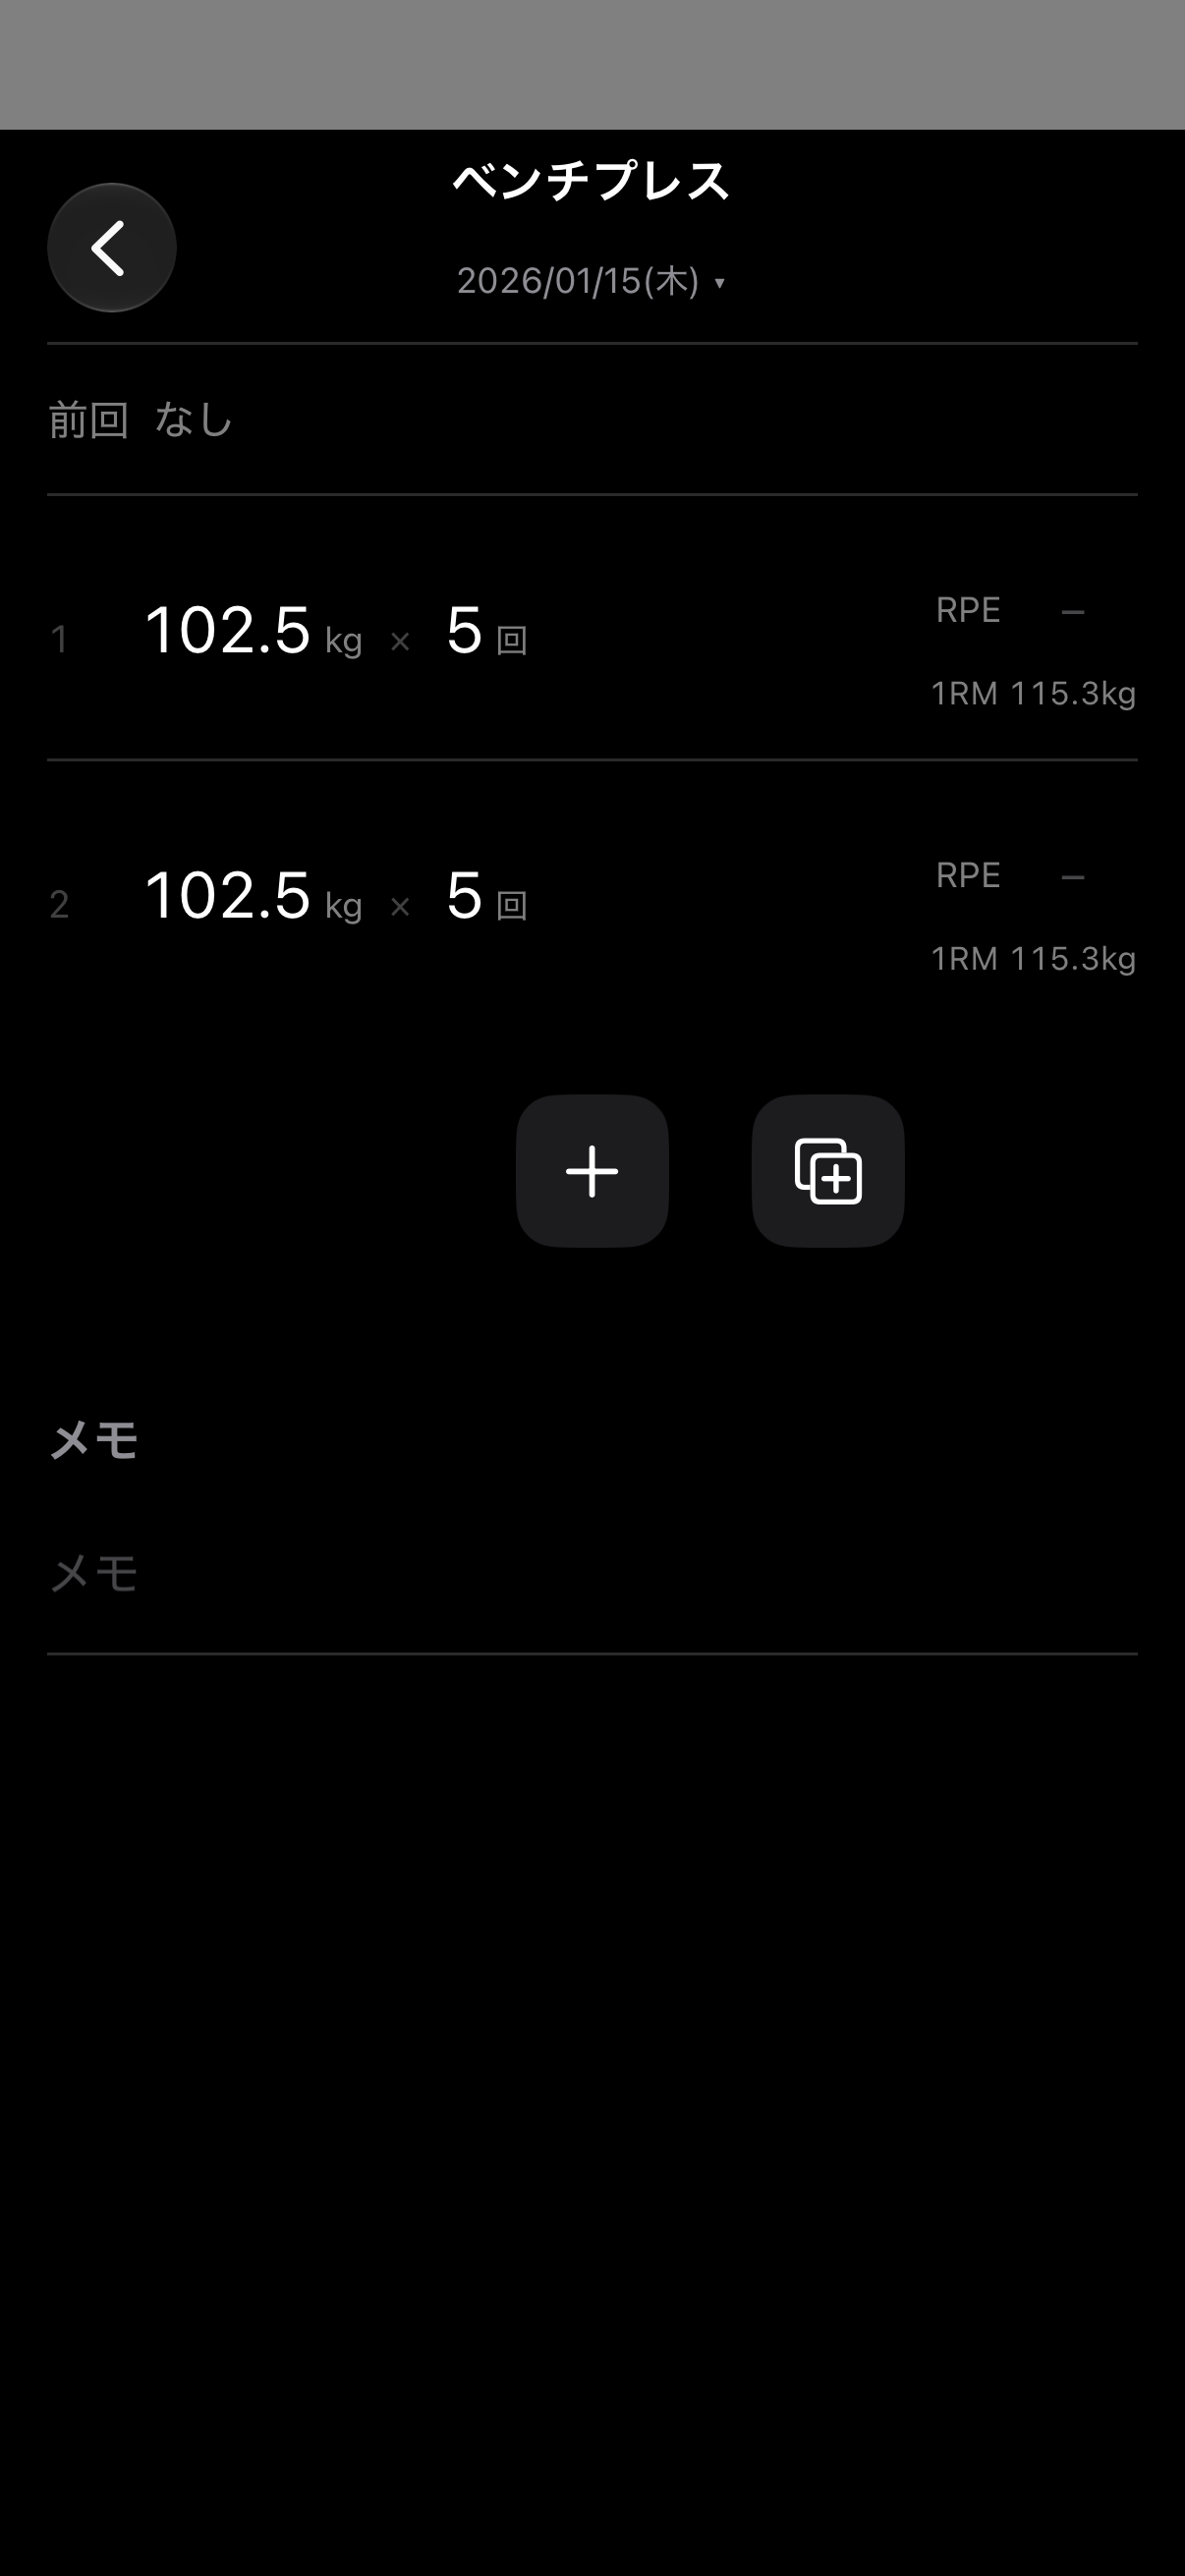 ベンチプレス
2026/01/15(木) ▾
前回 なし
1 102.5 kg × 5 回
RPE –
1RM 115.3kg
2 102.5 kg × 5 回
RPE –
1RM 115.3kg
メモ
メモ